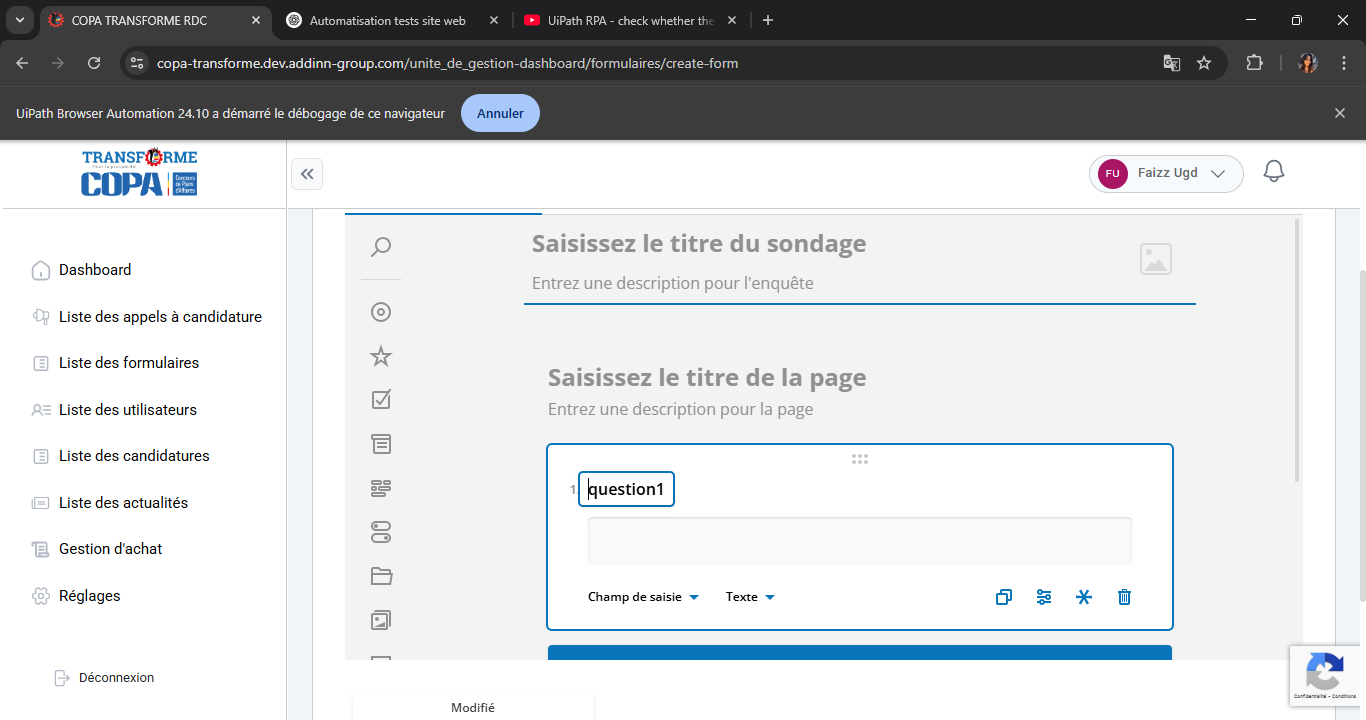 COPA TRANSFORME RDC
Automatisation tests site web
UiPath RPA - check whether the
copa-transforme.dev.addinn-group.com/unite_de_gestion-dashboard/formulaires/create-form
UiPath Browser Automation 24.10 a démarré le débogage de ce navigateur
Annuler
TRANSFORME
COPA
Concours de Plans d'Affaires
FU
Faizz Ugd
Dashboard
Liste des appels à candidature
Liste des formulaires
Liste des utilisateurs
Liste des candidatures
Liste des actualités
Gestion d'achat
Réglages
Déconnexion
Saisissez le titre du sondage
Entrez une description pour l'enquête
Saisissez le titre de la page
Entrez une description pour la page
1
question1
Champ de saisie
Texte
Modifié
Confidentialité - Conditions